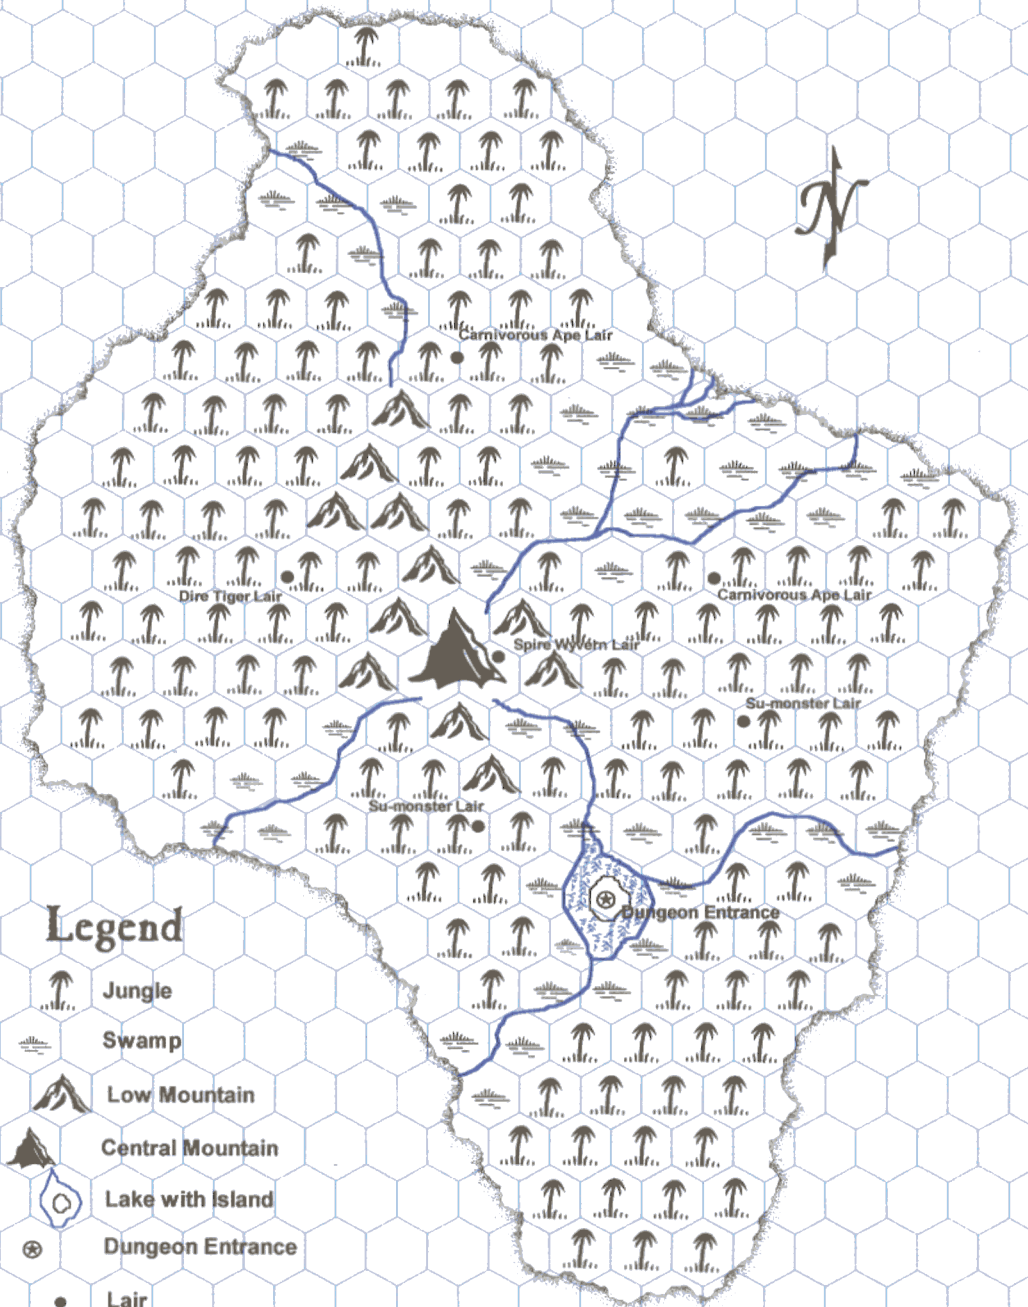 N
Carnivorous Ape Lair
Dire Tiger Lair
Carnivorous Ape Lair
Spire Wyvern Lair
Su-monster Lair
Su-monster Lair
Dungeon Entrance
Legend
Jungle
Swamp
Low Mountain
Central Mountain
Lake with Island
Dungeon Entrance
Lair